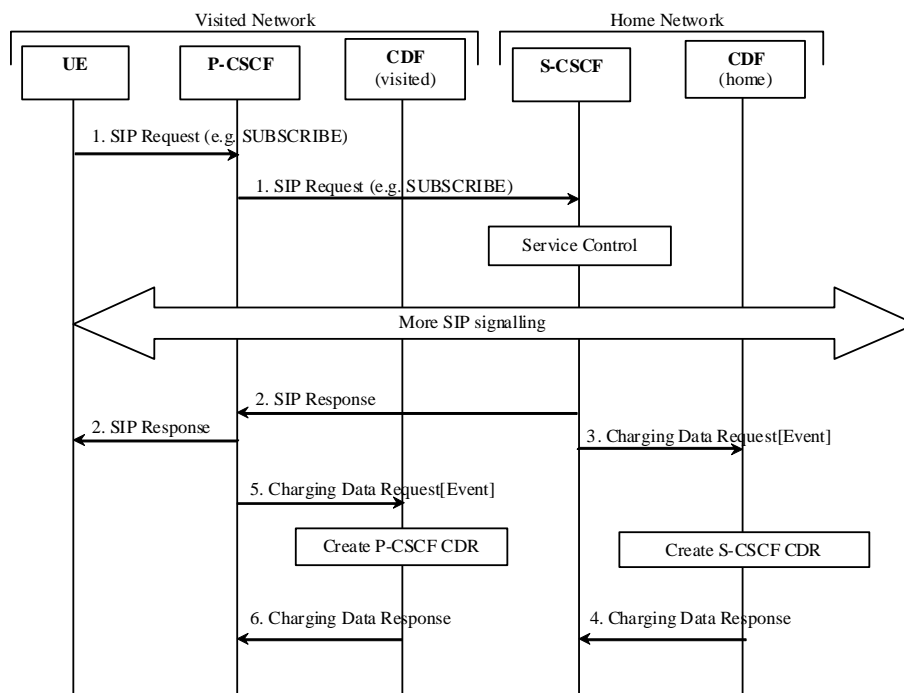 Visited Network
Home Network
UE
P-CSCF
CDF
(visited)
S-CSCF
CDF
(home)
1. SIP Request (e.g. SUBSCRIBE)
1. SIP Request (e.g. SUBSCRIBE)
Service Control
More SIP signalling
2. SIP Response
2. SIP Response
3. Charging Data Request[Event]
5. Charging Data Request[Event]
Create P-CSCF CDR
Create S-CSCF CDR
6. Charging Data Response
4. Charging Data Response